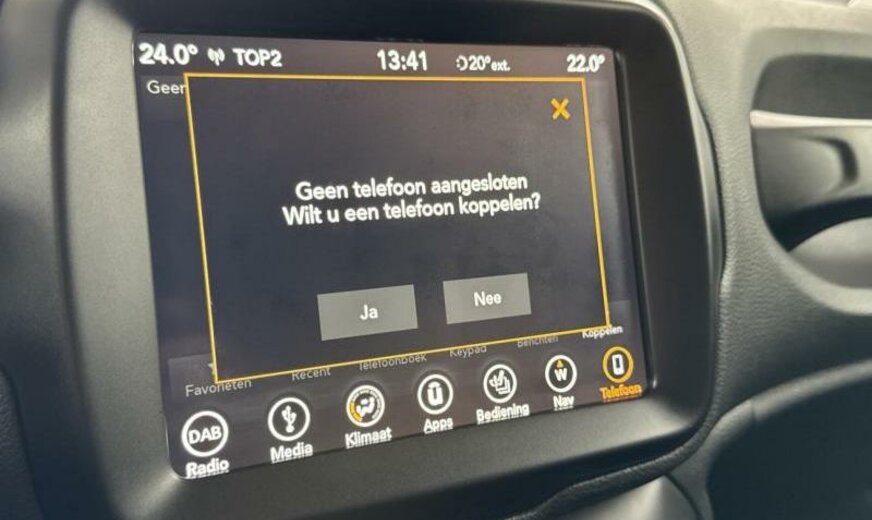 24.0° TOP2 13:41 20°ext. 22.0°
Geen
Geen telefoon aangesloten
Wilt u een telefoon koppelen?
Ja Nee
Favorieten Recent Telefoonboek Keypad Berichten Koppelen
DAB W
Radio Media Klimaat Apps Bediening Nav Telefoon